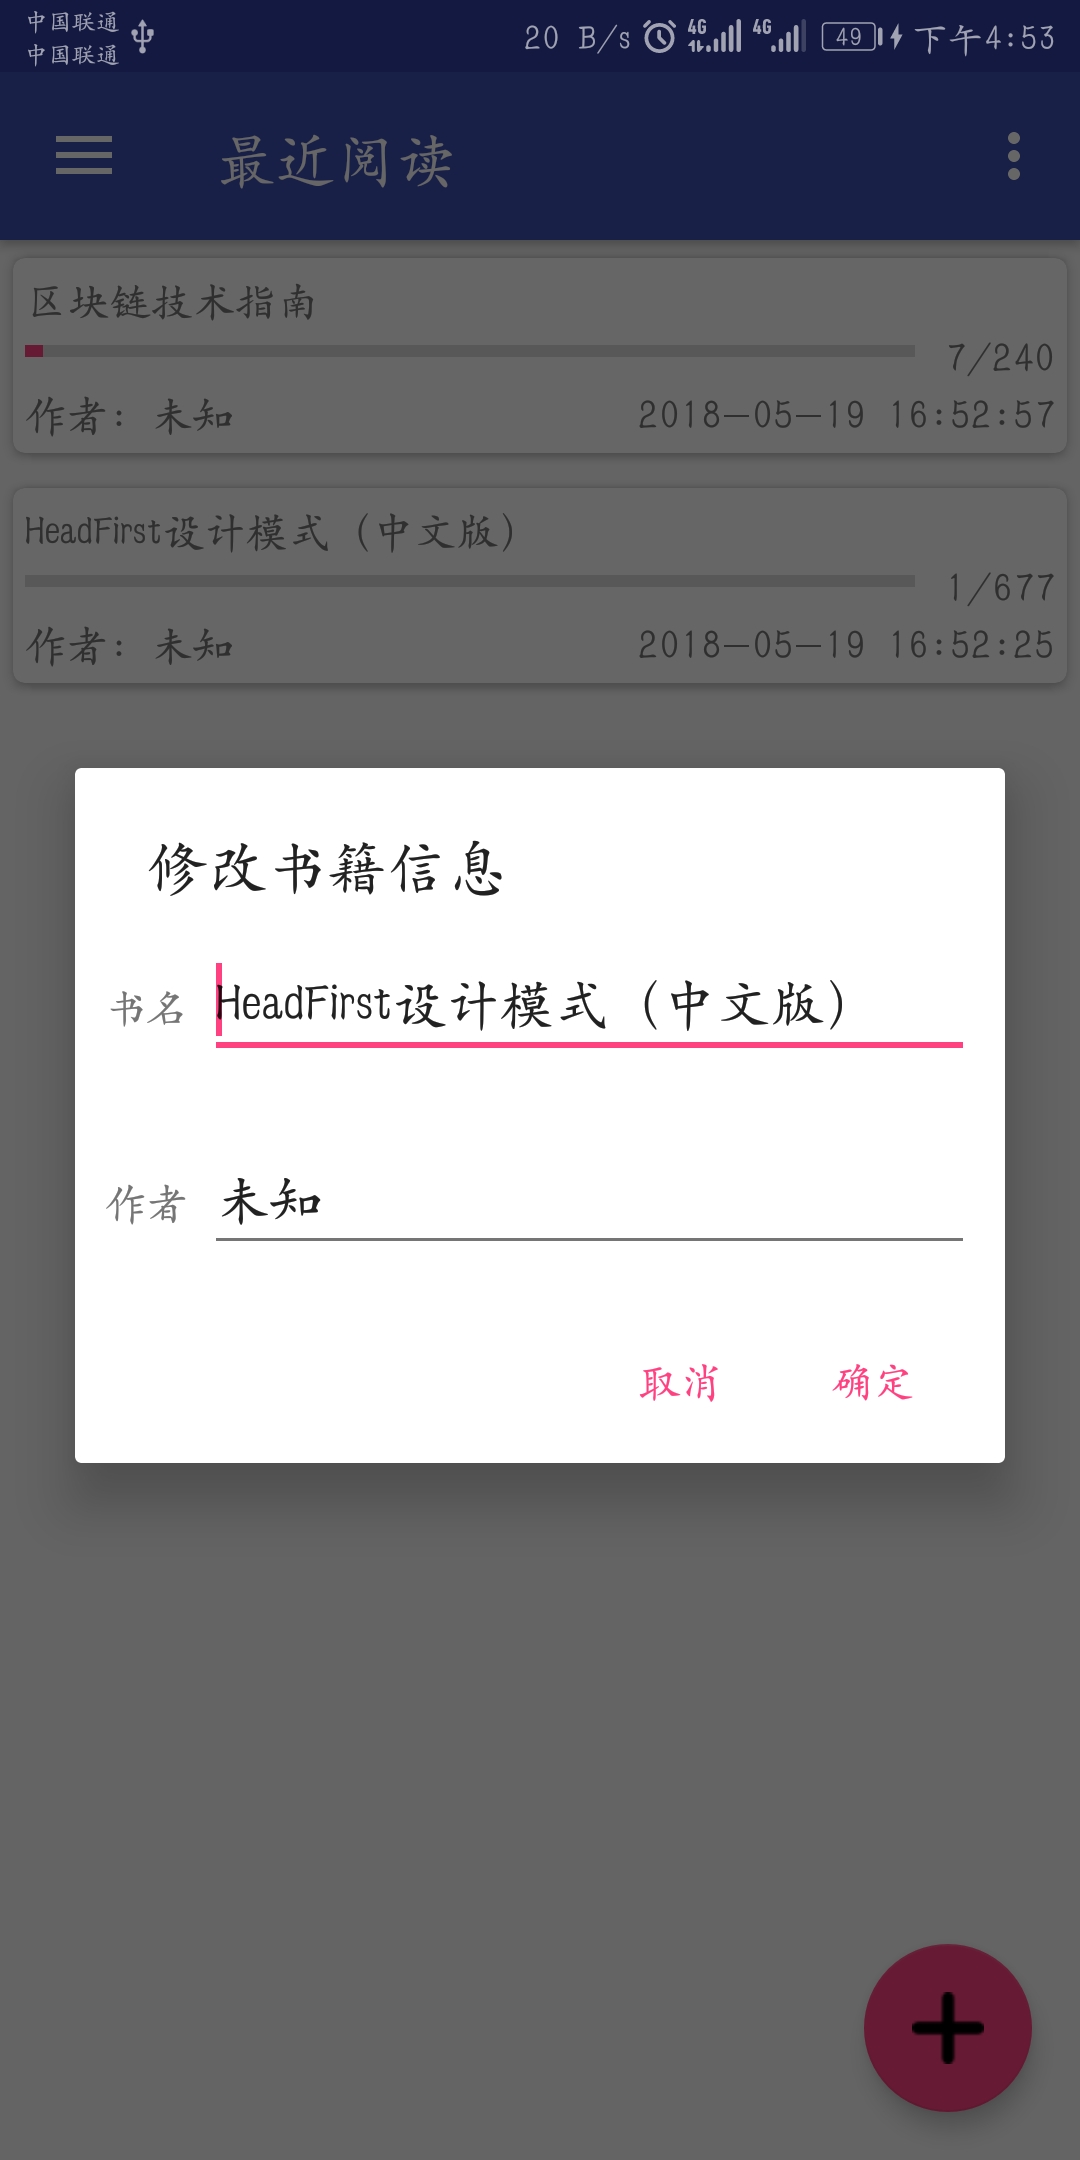 中国联通
中国联通
20 B/s 4G 4G 49 下午4:53
最近阅读
区块链技术指南
7/240
作者: 未知 2018-05-19 16:52:57
HeadFirst设计模式（中文版）
1/677
作者: 未知 2018-05-19 16:52:25
修改书籍信息
书名 HeadFirst设计模式（中文版）
作者 未知
取消 确定